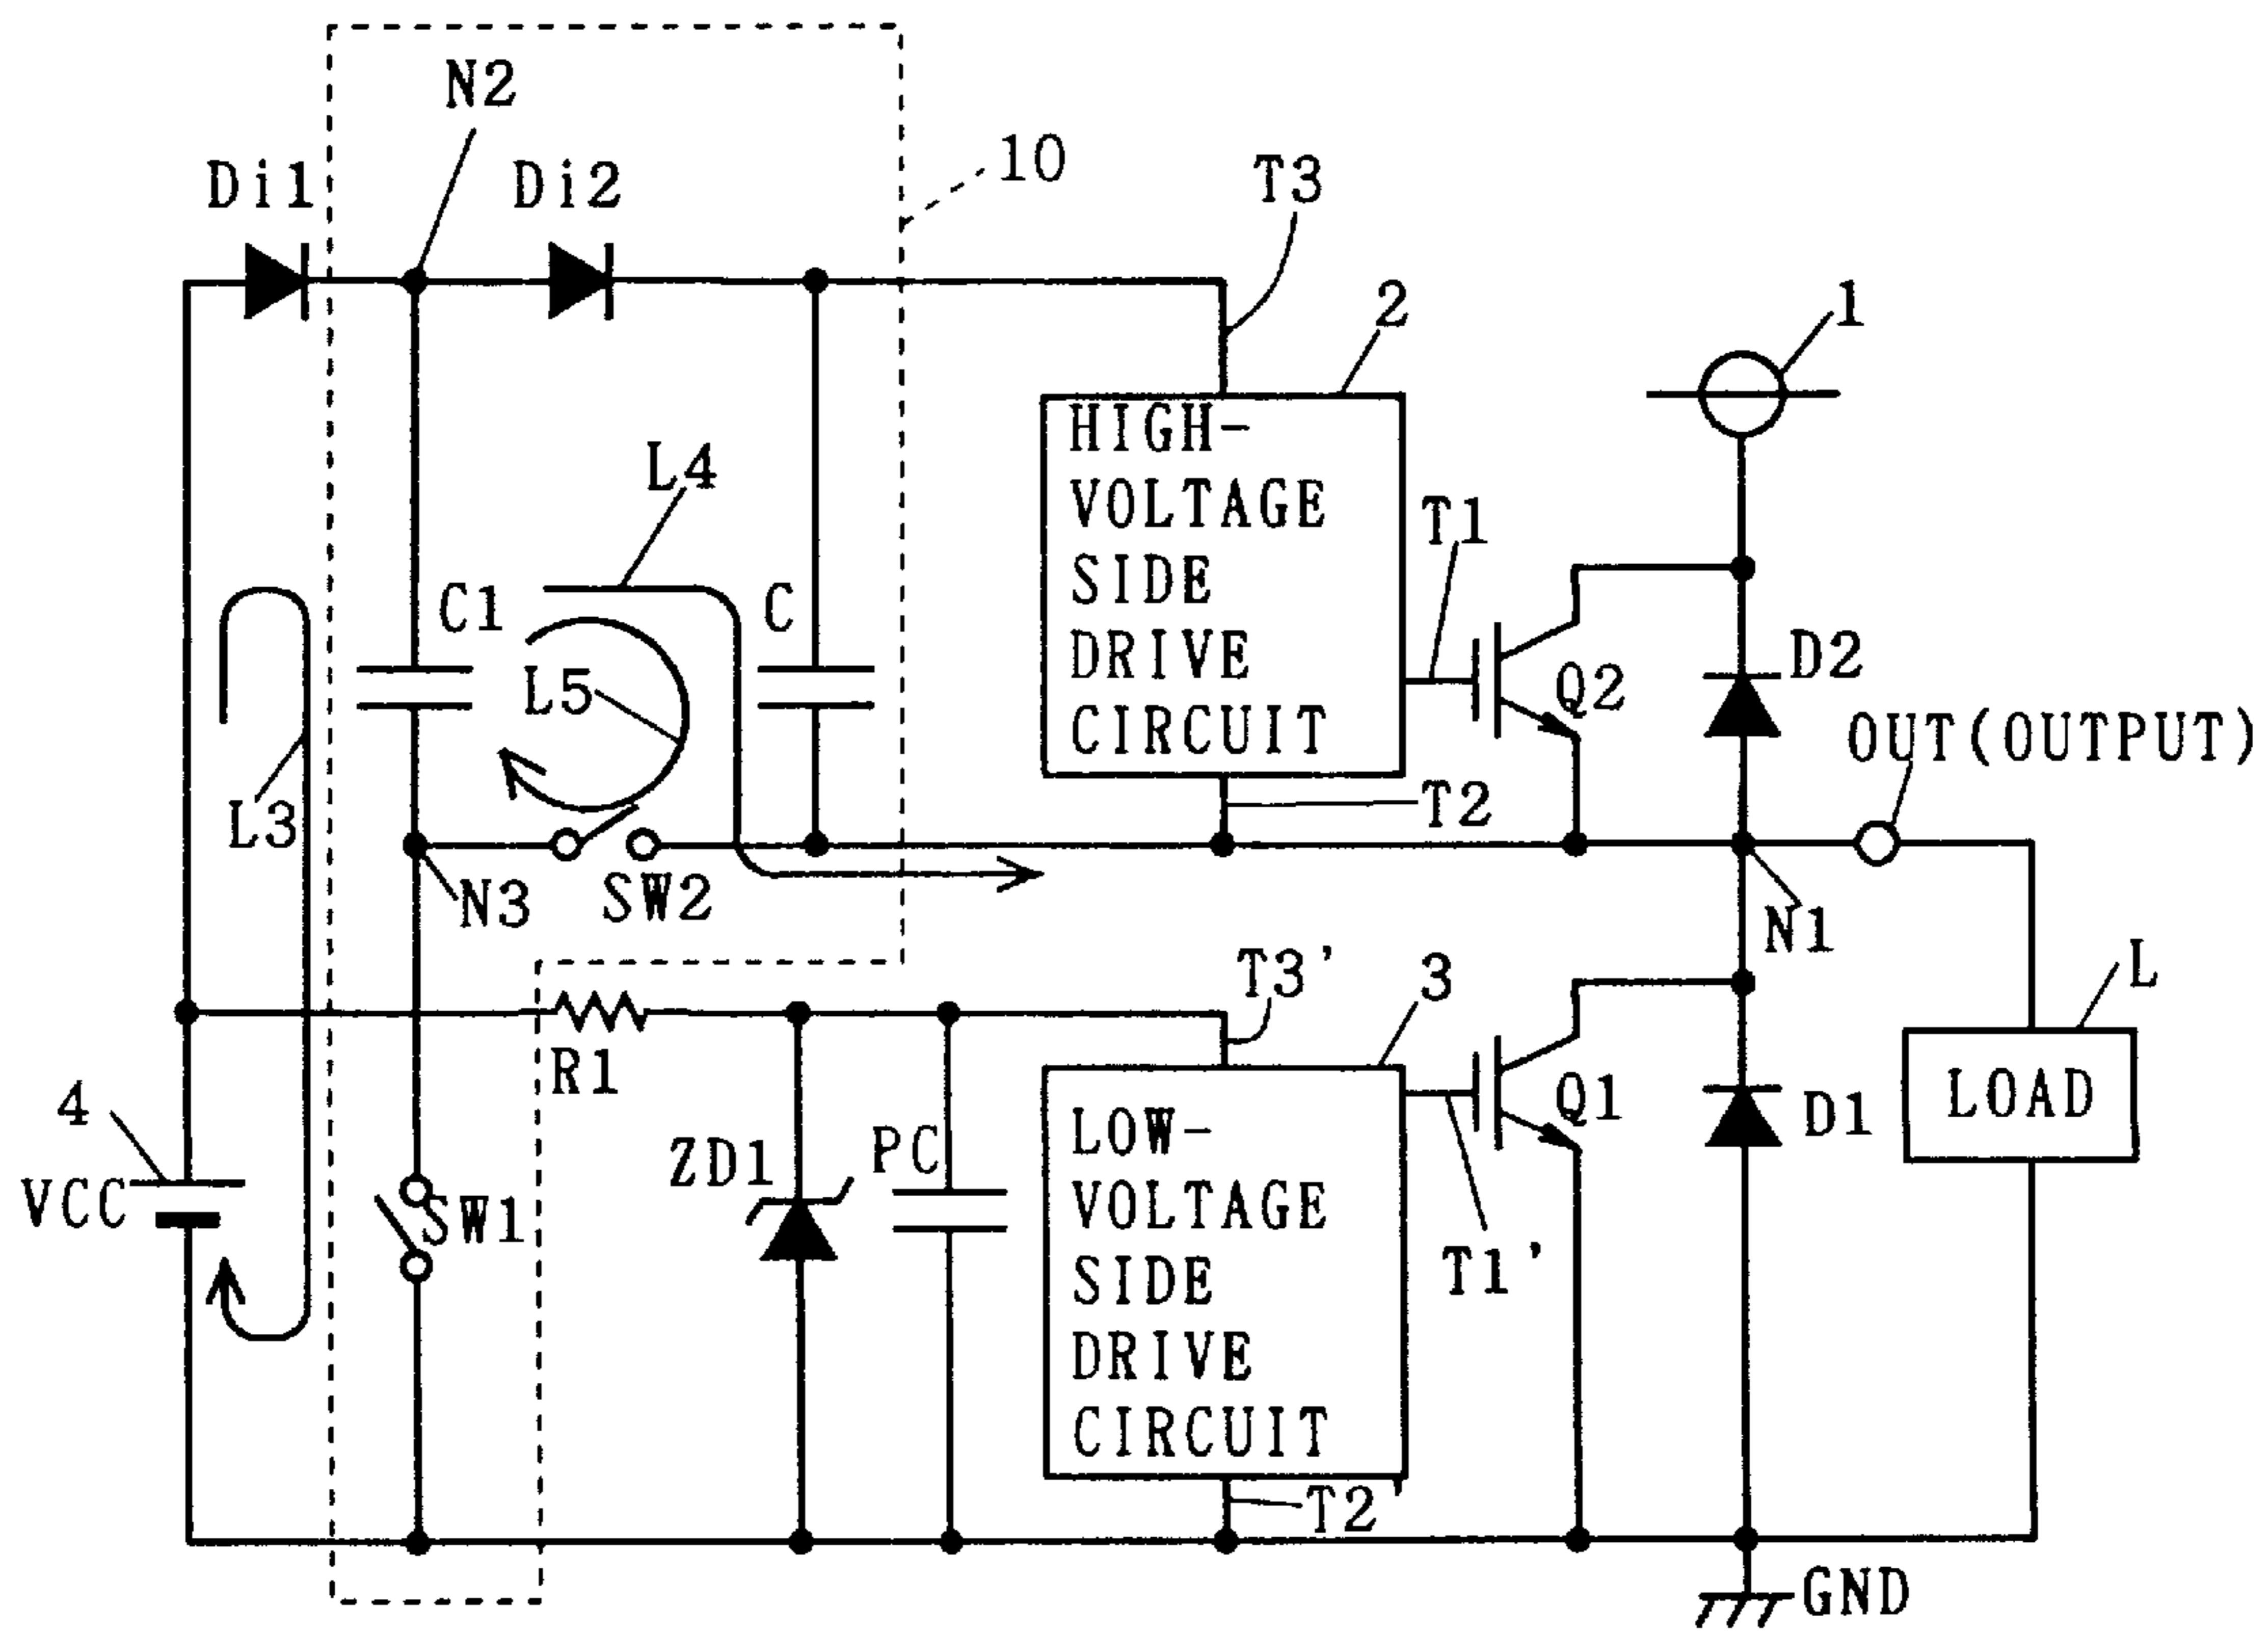 N2
10
Di1
Di2
T3
2
1
HIGH-
VOLTAGE
SIDE
DRIVE
CIRCUIT
L4
T1
C1
C
L5
Q2
D2
OUT(OUTPUT)
L3
T2
N3
SW2
N1
T3'
3
L
R1
4
VCC
SW1
ZD1
PC
LOW-
VOLTAGE
SIDE
DRIVE
CIRCUIT
Q1
D1
LOAD
T1'
T2'
GND